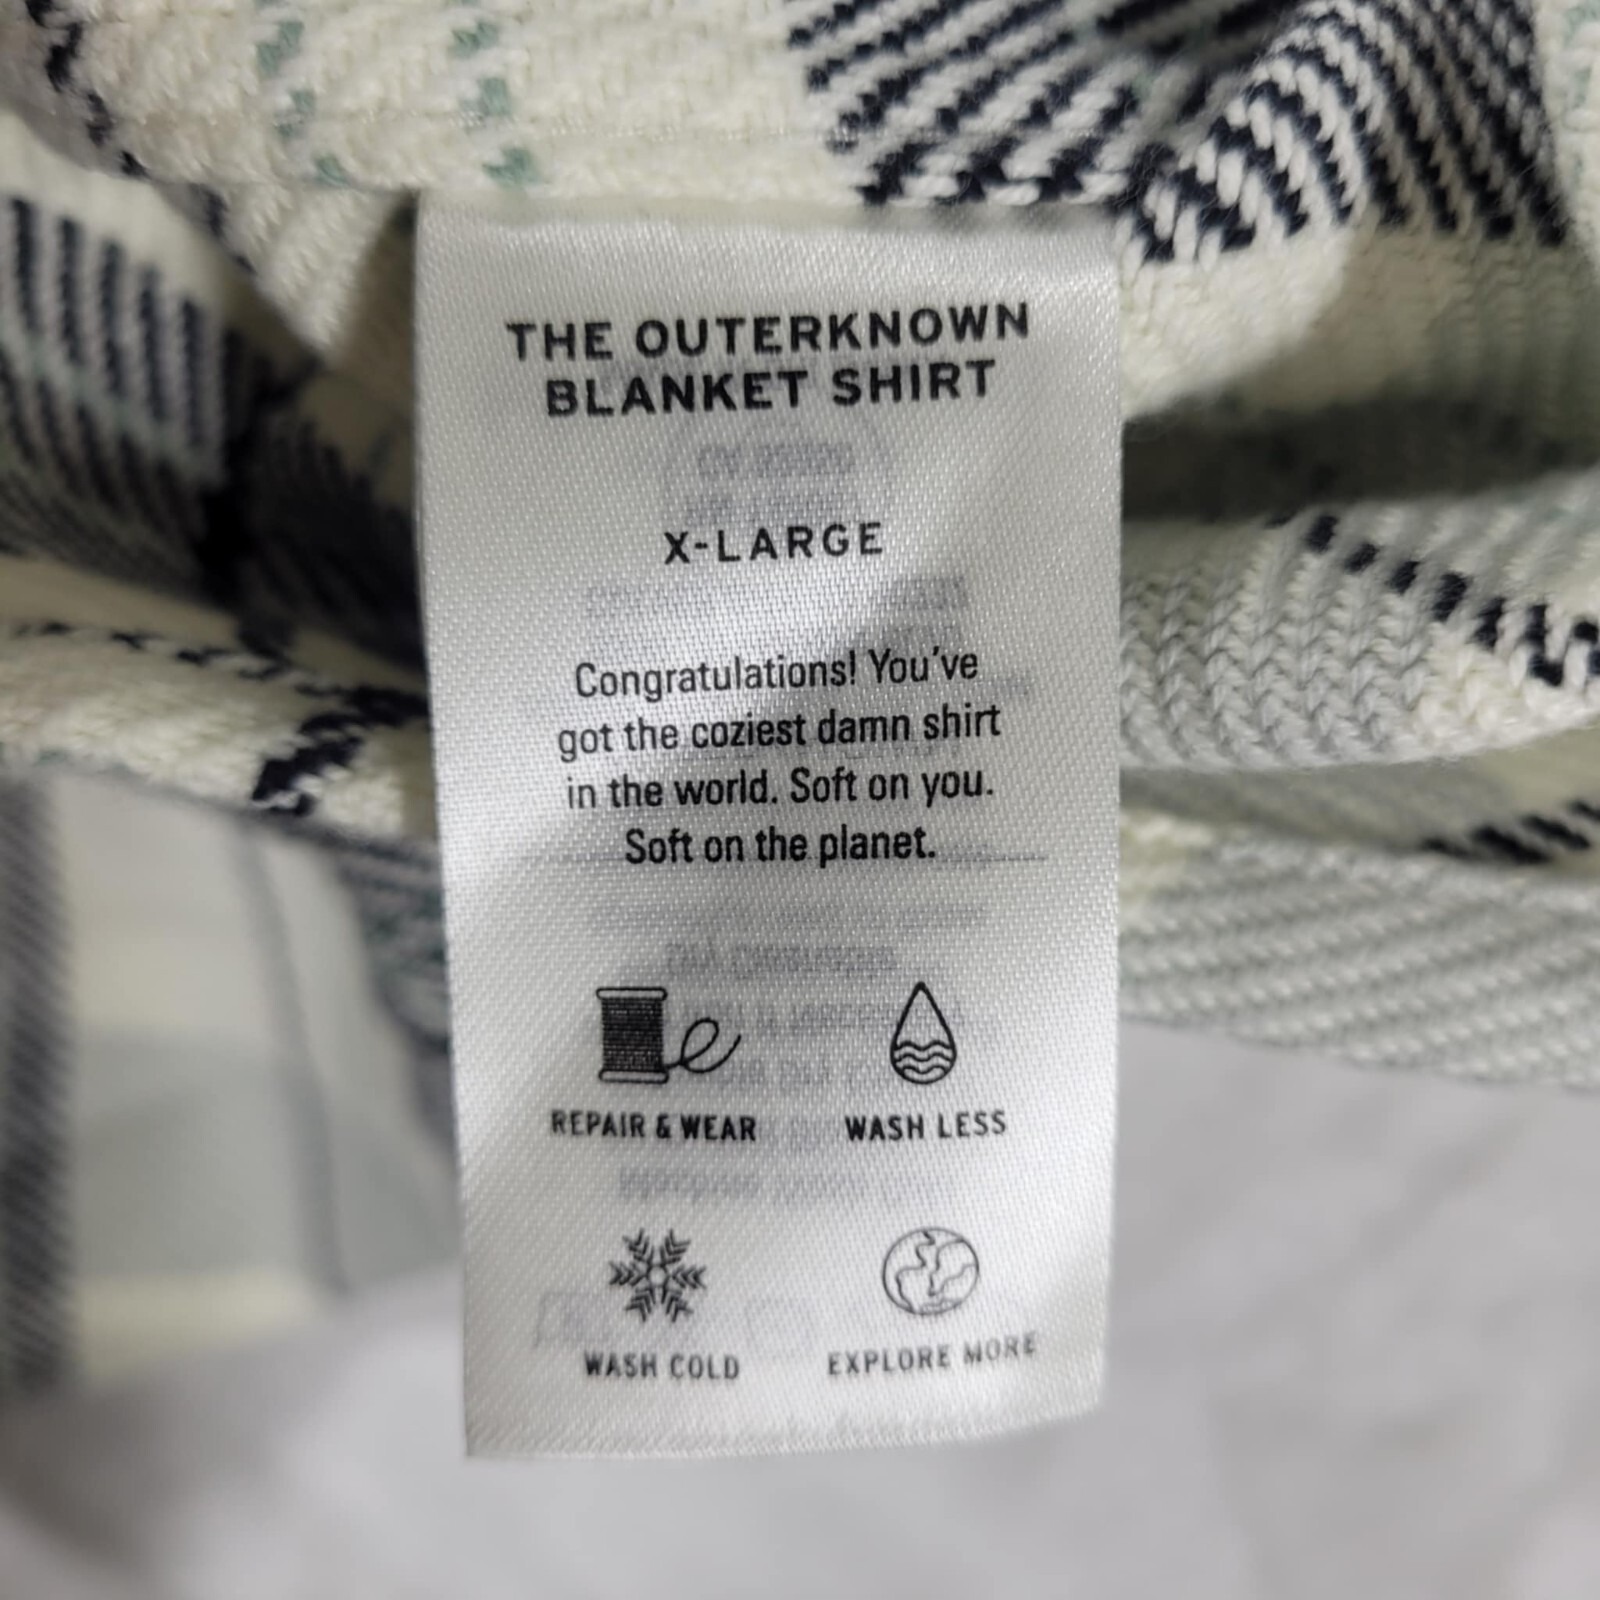 THE OUTERKNOWN
BLANKET SHIRT
X-LARGE
Congratulations! You've
got the coziest damn shirt
in the world. Soft on you.
Soft on the planet.
REPAIR & WEAR
WASH LESS
WASH COLD
EXPLORE MORE